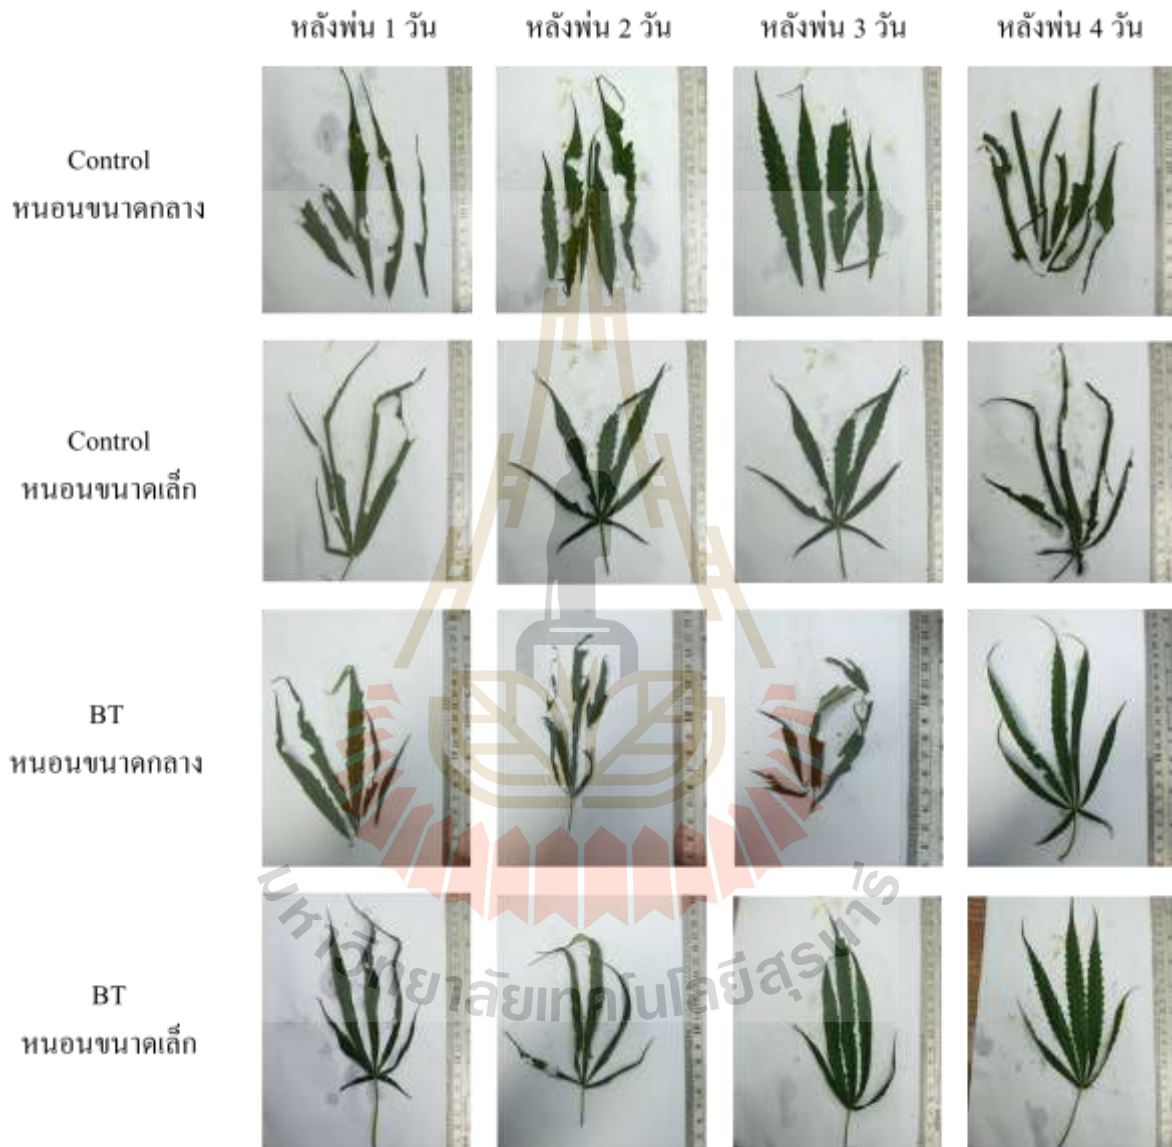 หลังพ่น 1 วัน หลังพ่น 2 วัน หลังพ่น 3 วัน หลังพ่น 4 วัน
Control
หนอนขนาดกลาง
Control
หนอนขนาดเล็ก
BT
หนอนขนาดกลาง
BT
หนอนขนาดเล็ก
มหาวิทยาลัยเทคโนโลยีสุรนารี